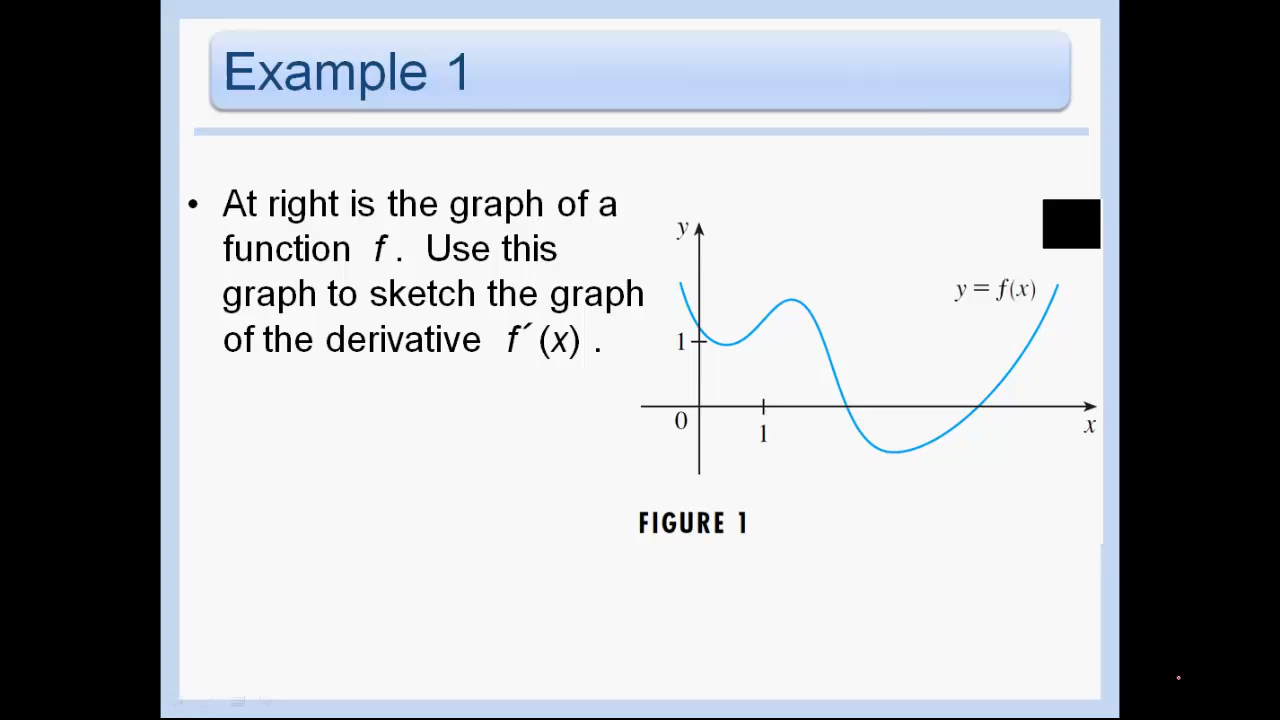 Example 1
• At right is the graph of a
function f . Use this
graph to sketch the graph
of the derivative f´(x) .
y
y = f(x)
1
0
1
x
FIGURE 1